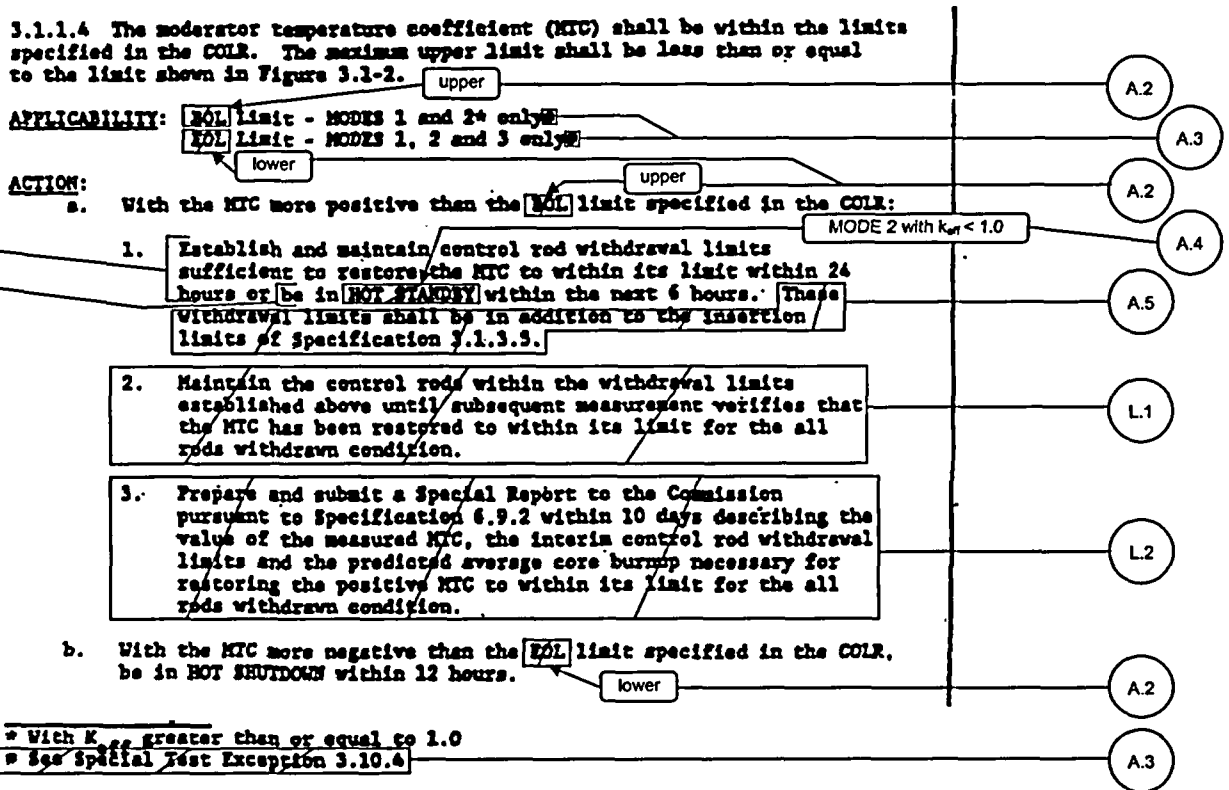 3.1.1.4 The moderator temperature coefficient (MTC) shall be within the limits
specified in the COLR. The maximum upper limit shall be less than or equal
to the limit shown in Figure 3.1-2.
upper
A.2
APPLICABILITY: BOL Limit - MODES 1 and 2* only#
A.3
EOL Limit - MODES 1, 2 and 3 only#
lower
upper
A.2
ACTION:
a. With the MTC more positive than the BOL limit specified in the COLR:
MODE 2 with keff < 1.0
A.4
1. Establish and maintain control rod withdrawal limits
sufficient to restore the MTC to within its limit within 24
hours or be in HOT STANDBY within the next 6 hours. These
A.5
withdrawal limits shall be in addition to the insertion
limits of Specification 3.1.3.5.
2. Maintain the control rods within the withdrawal limits
established above until subsequent measurement verifies that
L.1
the MTC has been restored to within its limit for the all
rods withdrawn condition.
3. Prepare and submit a Special Report to the Commission
pursuant to Specification 6.9.2 within 10 days describing the
value of the measured MTC, the interim control rod withdrawal
L.2
limits and the predicted average core burnup necessary for
restoring the positive MTC to within its limit for the all
rods withdrawn condition.
b. With the MTC more negative than the EOL limit specified in the COLR,
be in HOT SHUTDOWN within 12 hours.
lower
A.2
* With Keff greater than or equal to 1.0
# See Special Test Exception 3.10.4
A.3